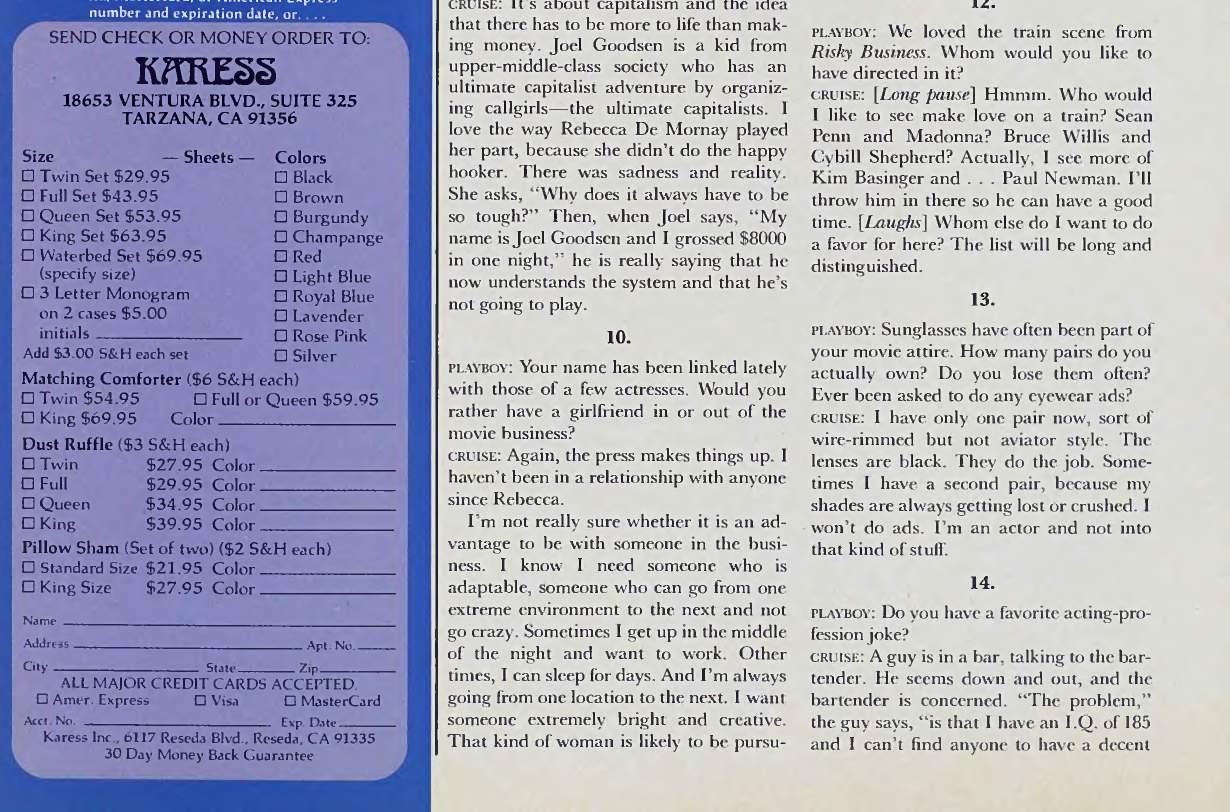 number and expiration date, or. . . .
SEND CHECK OR MONEY ORDER TO:
KARESS
18653 VENTURA BLVD., SUITE 325
TARZANA, CA 91356
Size — Sheets — Colors
☐ Twin Set $29.95 ☐ Black
☐ Full Set $43.95 ☐ Brown
☐ Queen Set $53.95 ☐ Burgundy
☐ King Set $63.95 ☐ Champange
☐ Waterbed Set $69.95 ☐ Red
(specify size) ☐ Light Blue
☐ 3 Letter Monogram ☐ Royal Blue
on 2 cases $5.00 ☐ Lavender
initials ☐ Rose Pink
Add $3.00 S&H each set ☐ Silver
Matching Comforter ($6 S&H each)
☐ Twin $54.95 ☐ Full or Queen $59.95
☐ King $69.95 Color
Dust Ruffle ($3 S&H each)
☐ Twin $27.95 Color
☐ Full $29.95 Color
☐ Queen $34.95 Color
☐ King $39.95 Color
Pillow Sham (Set of two) ($2 S&H each)
☐ Standard Size $21.95 Color
☐ King Size $27.95 Color
Name
Address Apt. No.
City State Zip
ALL MAJOR CREDIT CARDS ACCEPTED.
☐ Amer. Express ☐ Visa ☐ MasterCard
Acct. No. Exp. Date
Karess Inc., 6117 Reseda Blvd., Reseda, CA 91335
30 Day Money Back Guarantee
CRUISE: It's about capitalism and the idea
that there has to be more to life than mak-
ing money. Joel Goodsen is a kid from
upper-middle-class society who has an
ultimate capitalist adventure by organiz-
ing callgirls—the ultimate capitalists. I
love the way Rebecca De Mornay played
her part, because she didn't do the happy
hooker. There was sadness and reality.
She asks, "Why does it always have to be
so tough?" Then, when Joel says, "My
name is Joel Goodsen and I grossed $8000
in one night," he is really saying that he
now understands the system and that he's
not going to play.
10.
PLAYBOY: Your name has been linked lately
with those of a few actresses. Would you
rather have a girlfriend in or out of the
movie business?
CRUISE: Again, the press makes things up. I
haven't been in a relationship with anyone
since Rebecca.
I'm not really sure whether it is an ad-
vantage to be with someone in the busi-
ness. I know I need someone who is
adaptable, someone who can go from one
extreme environment to the next and not
go crazy. Sometimes I get up in the middle
of the night and want to work. Other
times, I can sleep for days. And I'm always
going from one location to the next. I want
someone extremely bright and creative.
That kind of woman is likely to be pursu-
12.
PLAYBOY: We loved the train scene from
Risky Business. Whom would you like to
have directed in it?
CRUISE: [Long pause] Hmmm. Who would
I like to see make love on a train? Sean
Penn and Madonna? Bruce Willis and
Cybill Shepherd? Actually, I see more of
Kim Basinger and . . . Paul Newman. I'll
throw him in there so he can have a good
time. [Laughs] Whom else do I want to do
a favor for here? The list will be long and
distinguished.
13.
PLAYBOY: Sunglasses have often been part of
your movie attire. How many pairs do you
actually own? Do you lose them often?
Ever been asked to do any eyewear ads?
CRUISE: I have only one pair now, sort of
wire-rimmed but not aviator style. The
lenses are black. They do the job. Some-
times I have a second pair, because my
shades are always getting lost or crushed. I
won't do ads. I'm an actor and not into
that kind of stuff.
14.
PLAYBOY: Do you have a favorite acting-pro-
fession joke?
CRUISE: A guy is in a bar, talking to the bar-
tender. He seems down and out, and the
bartender is concerned. "The problem,"
the guy says, "is that I have an I.Q. of 185
and I can't find anyone to have a decent